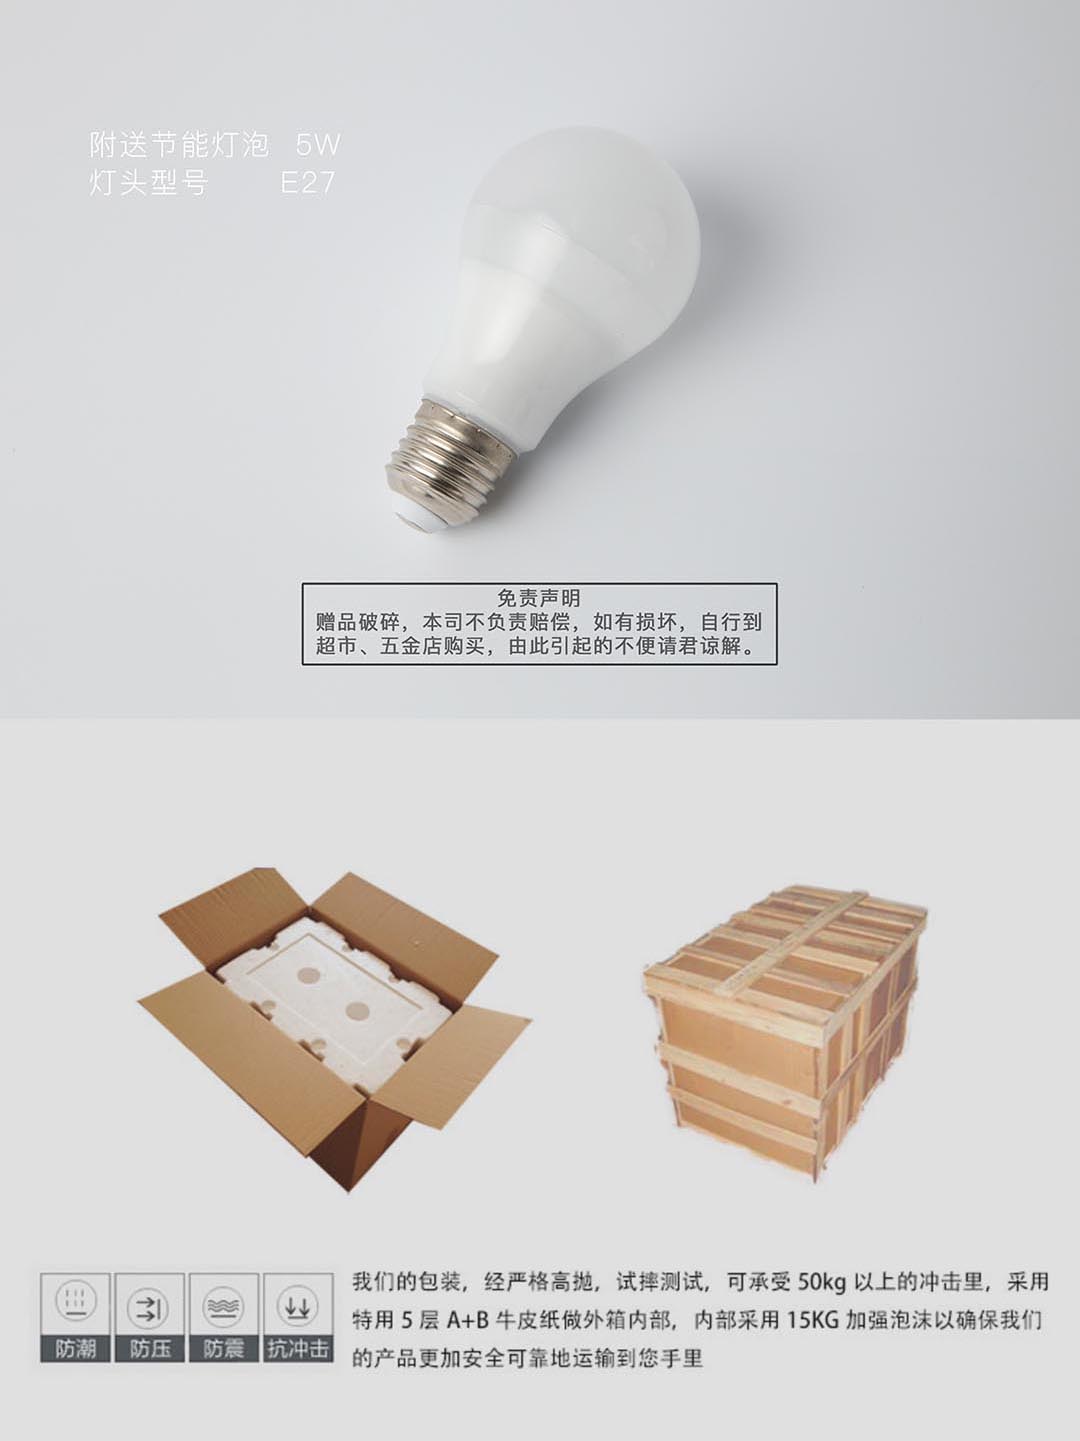 附送节能灯泡 5W
灯头型号 E27
免责声明
赠品破碎，本司不负责赔偿，如有损坏，自行到
超市、五金店购买，由此引起的不便请君谅解。
我们的包装，经严格高抛，试摔测试，可承受 50kg 以上的冲击里，采用
特用 5 层 A+B 牛皮纸做外箱内部，内部采用 15KG 加强泡沫以确保我们
的产品更加安全可靠地运输到您手里
防潮
防压
防震
抗冲击